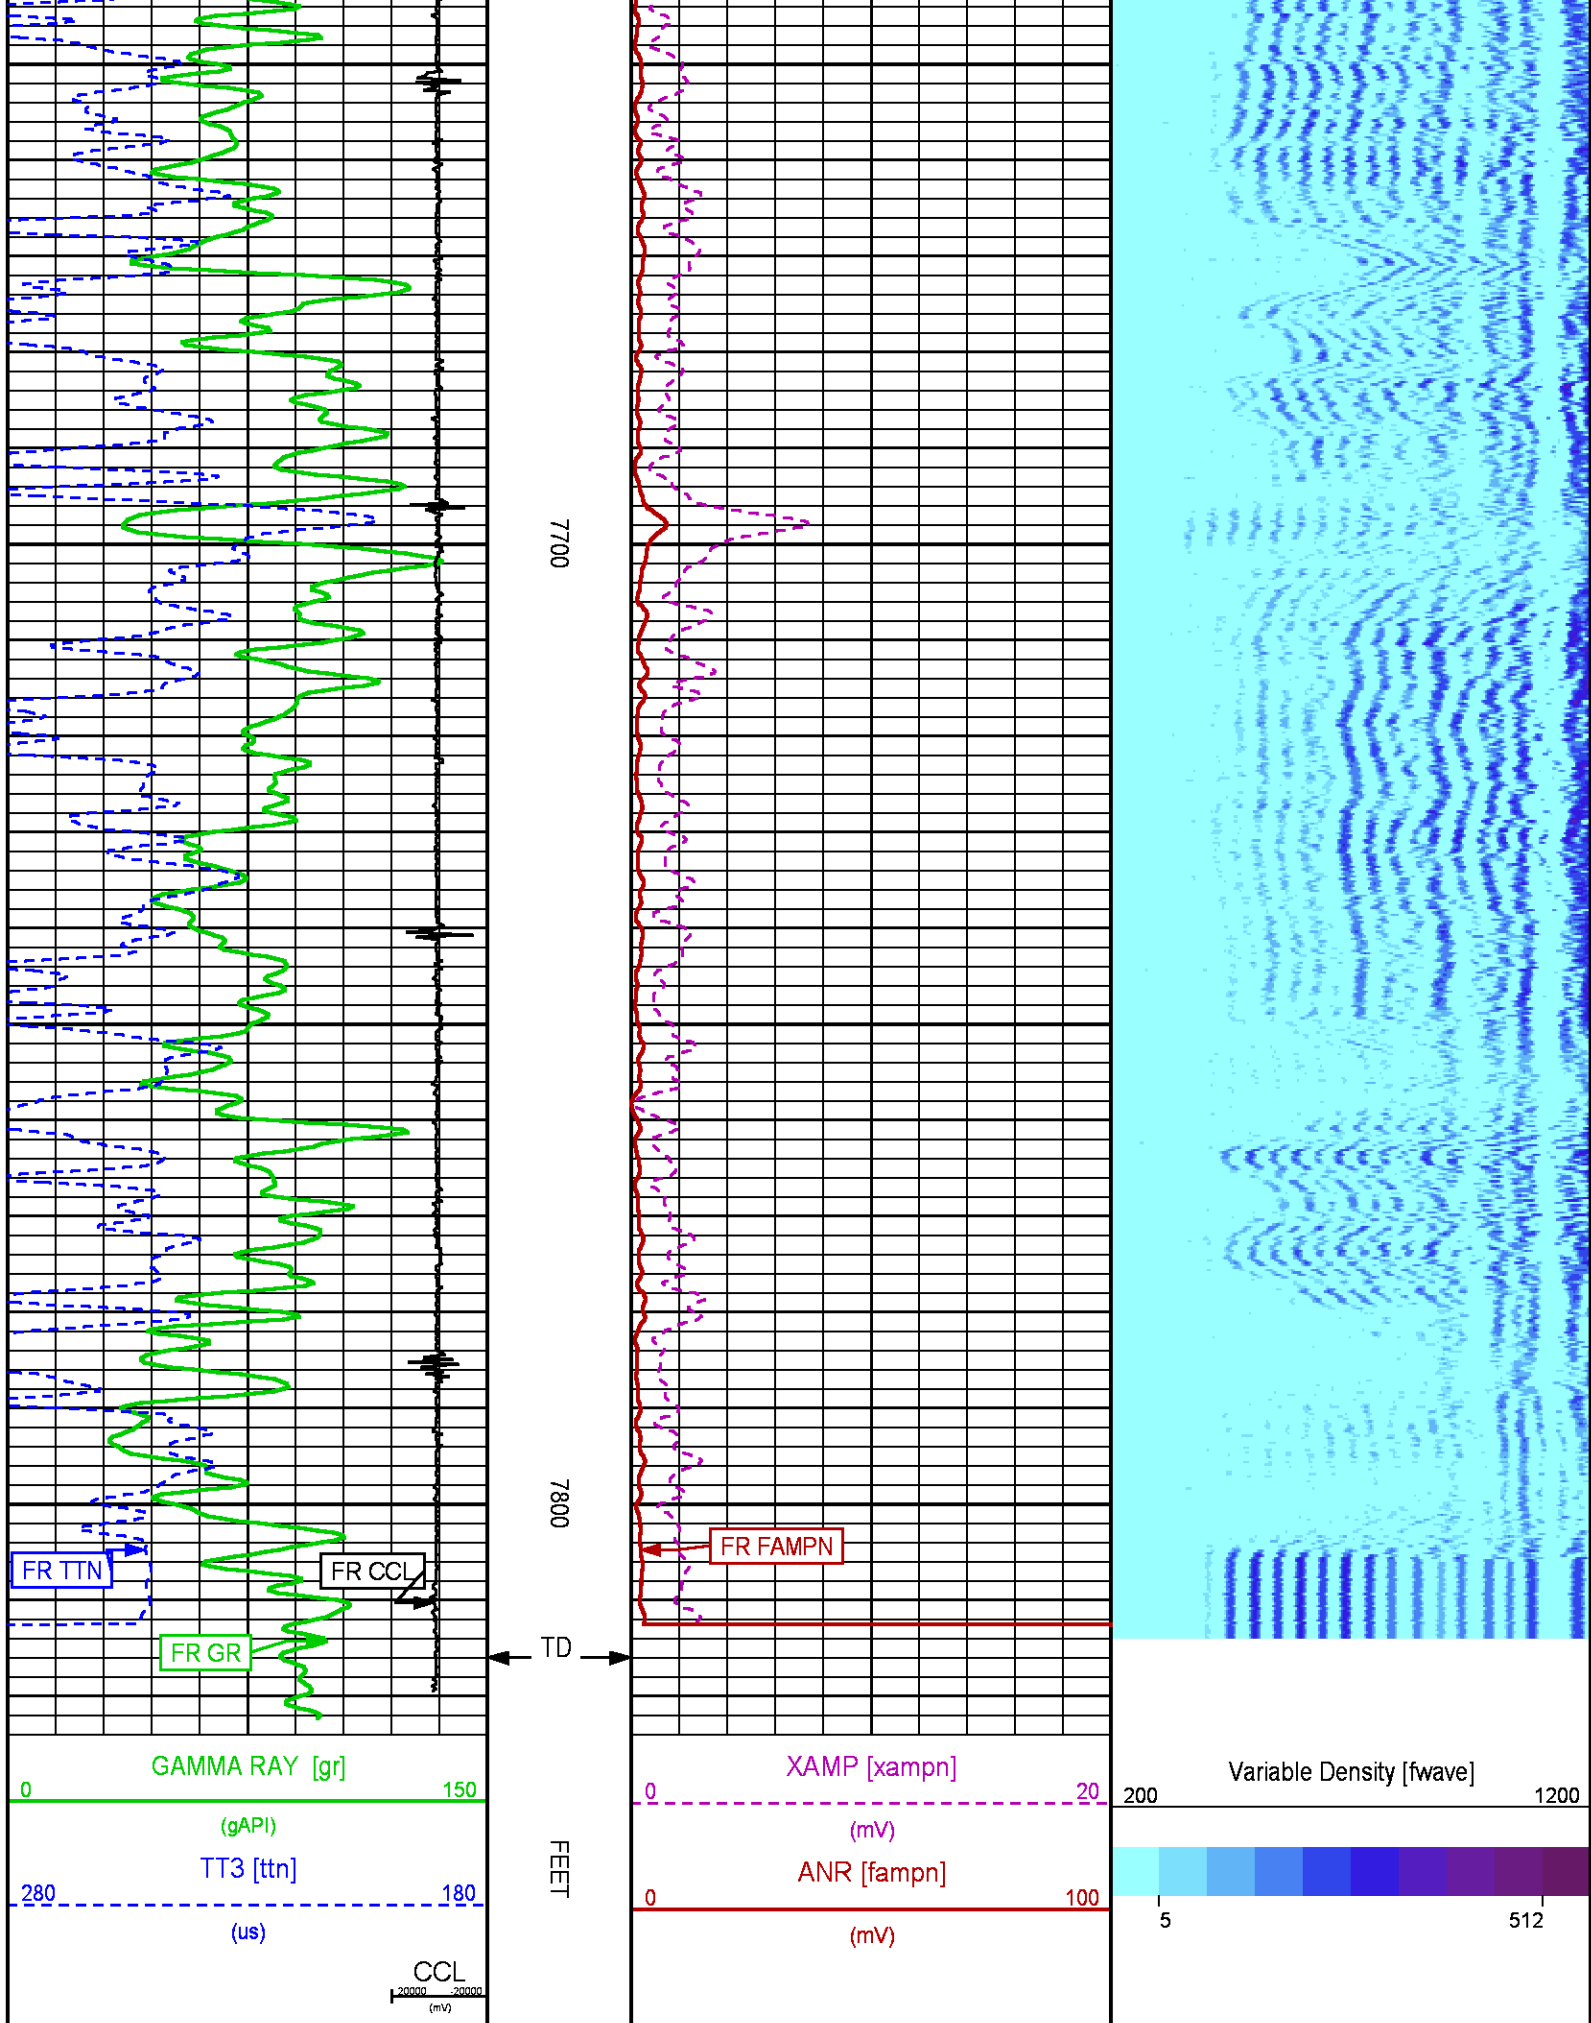 7700
7800
FR TTN
FR CCL
FR FAMPN
FR GR
TD
GAMMA RAY [gr]
0 150
(gAPI)
TT3 [ttn]
280 180
(us)
CCL
20000 -20000
(mV)
FEET
XAMP [xampn]
0 20
(mV)
ANR [fampn]
0 100
(mV)
Variable Density [fwave]
200 1200
5 512